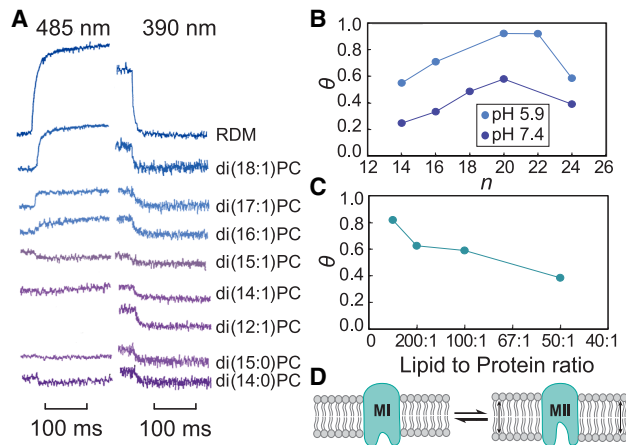 A
485 nm
390 nm
RDM
di(18:1)PC
di(17:1)PC
di(16:1)PC
di(15:1)PC
di(14:1)PC
di(12:1)PC
di(15:0)PC
di(14:0)PC
100 ms
100 ms
B
θ
1.0
0.8
0.6
0.4
0.2
0.0
pH 5.9
pH 7.4
12 14 16 18 20 22 24 26
n
C
θ
1.0
0.8
0.6
0.4
0.2
0
0 200:1 100:1 67:1 50:1 40:1
Lipid to Protein ratio
D
MI
MII